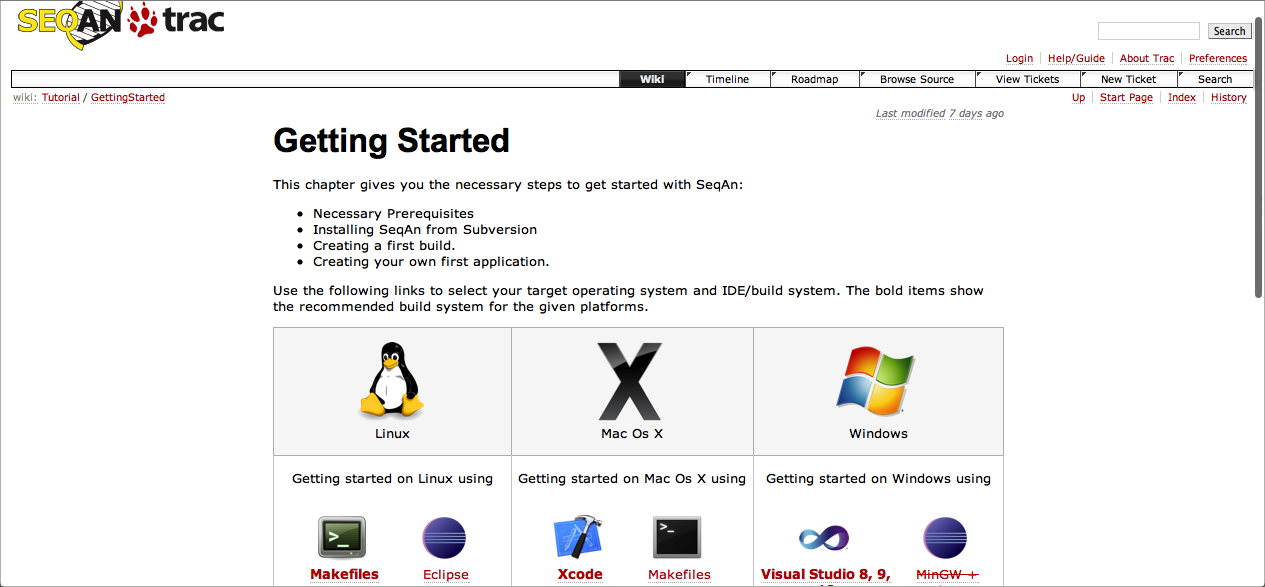 SEQAN trac
Search
Login Help/Guide About Trac Preferences
Wiki Timeline Roadmap Browse Source View Tickets New Ticket Search
wiki: Tutorial / GettingStarted
Up Start Page Index History
Last modified 7 days ago
Getting Started
This chapter gives you the necessary steps to get started with SeqAn:
• Necessary Prerequisites
• Installing SeqAn from Subversion
• Creating a first build.
• Creating your own first application.
Use the following links to select your target operating system and IDE/build system. The bold items show
the recommended build system for the given platforms.
Linux Mac Os X Windows
Getting started on Linux using Getting started on Mac Os X using Getting started on Windows using
>_ >_
Makefiles Eclipse Xcode Makefiles Visual Studio 8, 9, MinGW +